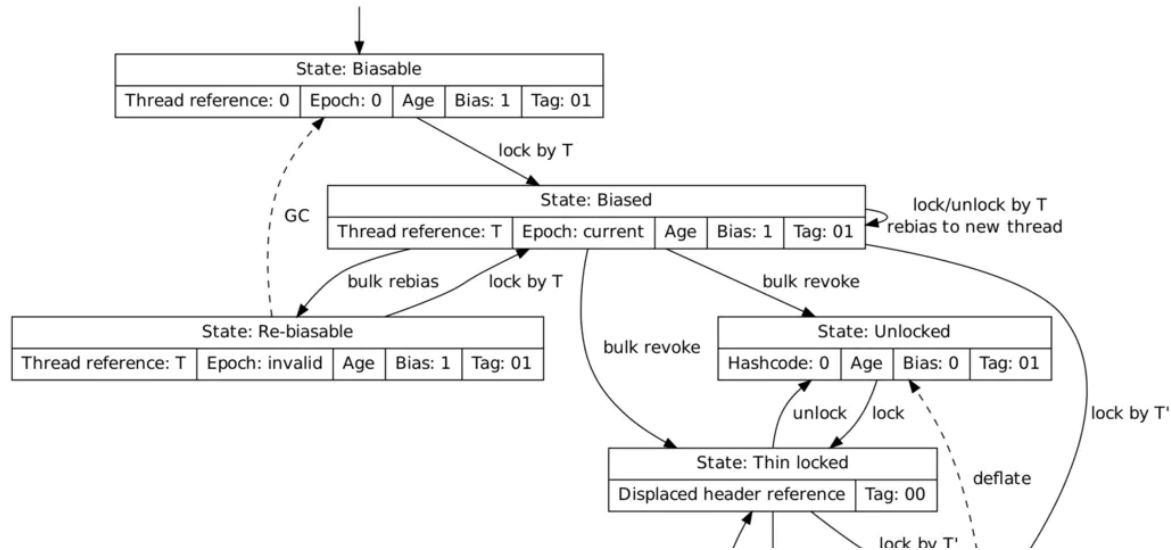 State: Biasable
Thread reference: 0 Epoch: 0 Age Bias: 1 Tag: 01
lock by T
State: Biased
Thread reference: T Epoch: current Age Bias: 1 Tag: 01
lock/unlock by T
rebias to new thread
GC
bulk rebias
lock by T
bulk revoke
State: Re-biasable
Thread reference: T Epoch: invalid Age Bias: 1 Tag: 01
State: Unlocked
Hashcode: 0 Age Bias: 0 Tag: 01
bulk revoke
unlock
lock
lock by T'
State: Thin locked
Displaced header reference Tag: 00
deflate
lock by T'